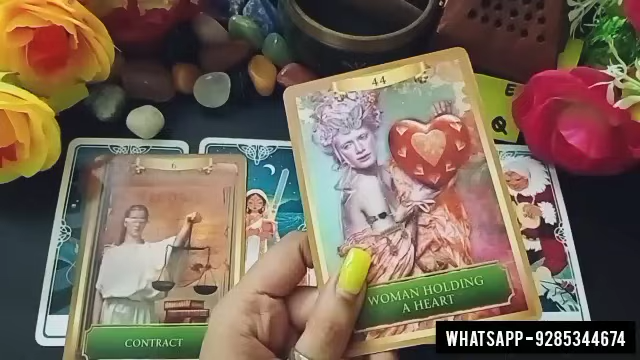 44
WOMAN HOLDING
A HEART
6
CONTRACT
E
Q
WHATSAPP-9285344674